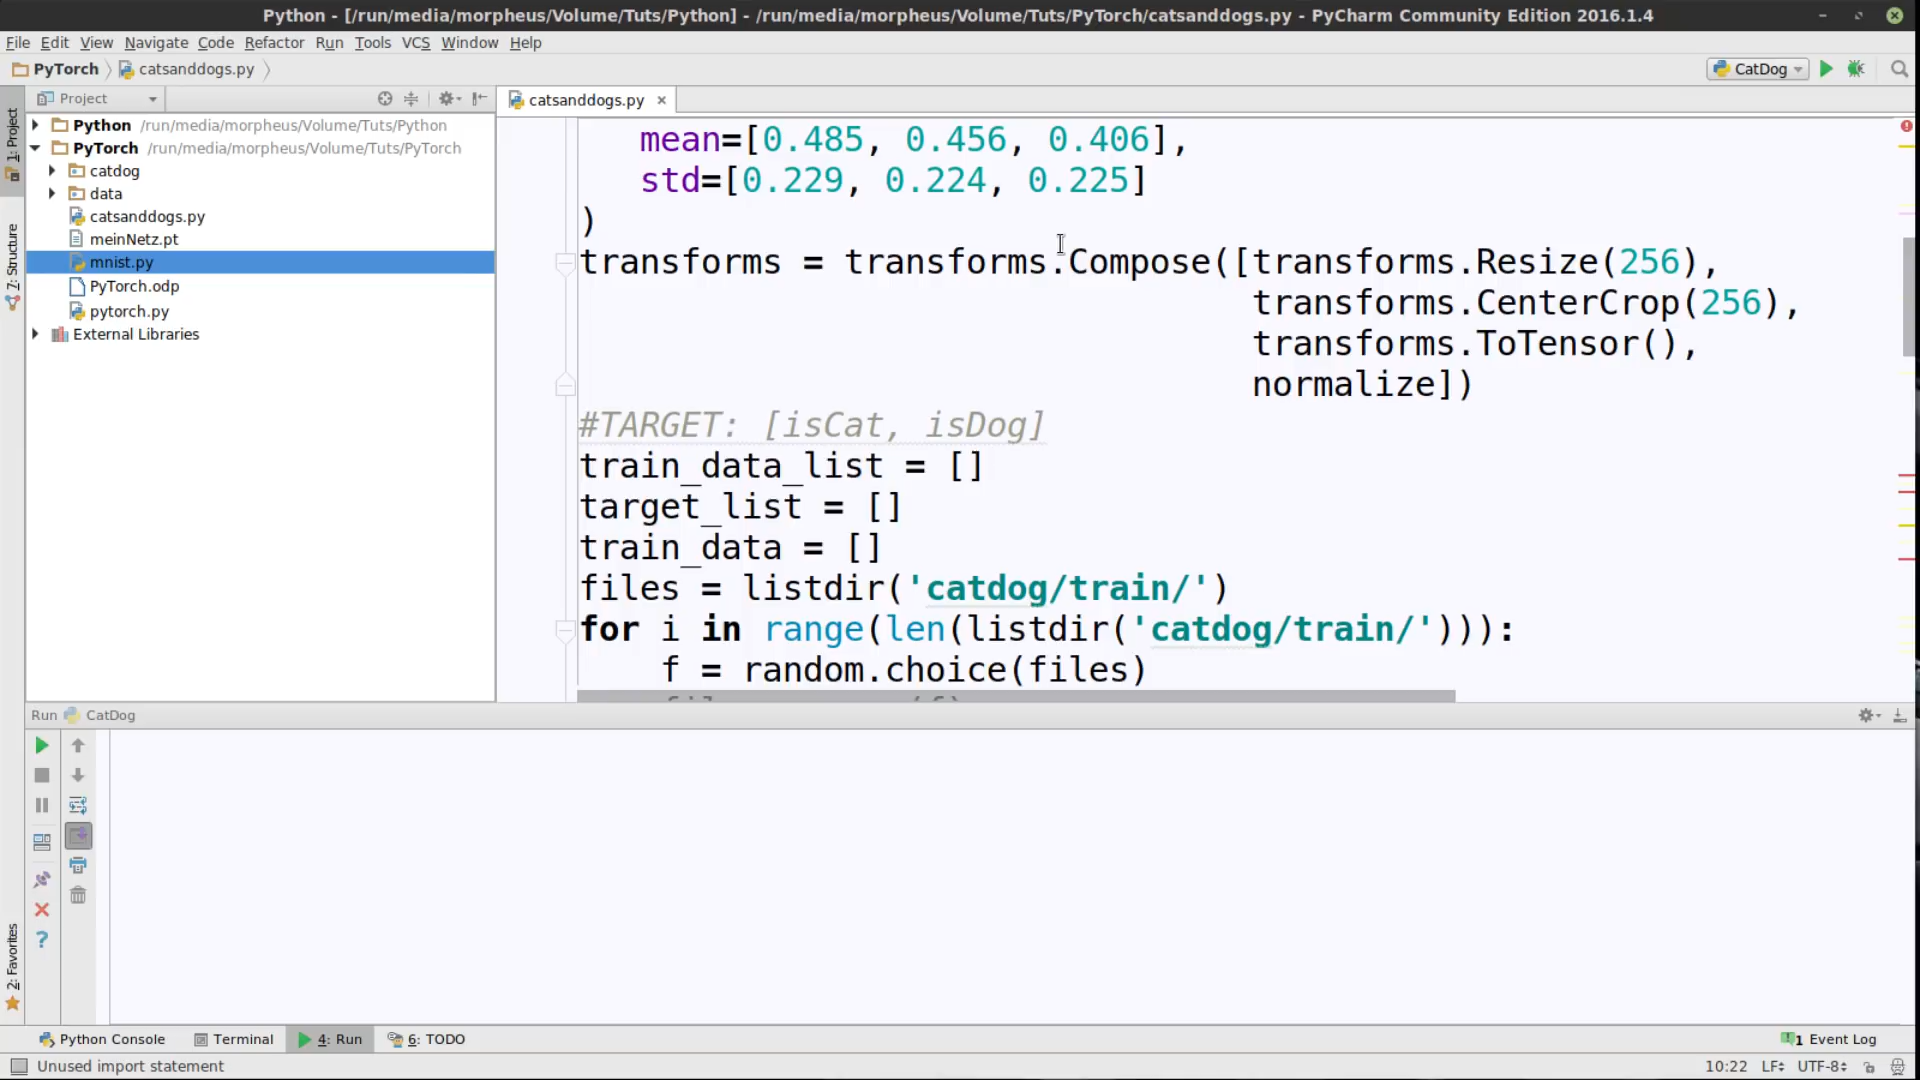 Python - [/run/media/morpheus/Volume/Tuts/Python] - /run/media/morpheus/Volume/Tuts/PyTorch/catsanddogs.py - PyCharm Community Edition 2016.1.4
File Edit View Navigate Code Refactor Run Tools VCS Window Help
PyTorch catsanddogs.py CatDog
Project
catsanddogs.py
1: Project
7: Structure
2: Favorites
Python /run/media/morpheus/Volume/Tuts/Python
PyTorch /run/media/morpheus/Volume/Tuts/PyTorch
catdog
data
catsanddogs.py
meinNetz.pt
mnist.py
PyTorch.odp
pytorch.py
External Libraries
mean=[0.485, 0.456, 0.406],
std=[0.229, 0.224, 0.225]
)
transforms = transforms.Compose([transforms.Resize(256),
transforms.CenterCrop(256),
transforms.ToTensor(),
normalize])
#TARGET: [isCat, isDog]
train_data_list = []
target_list = []
train_data = []
files = listdir('catdog/train/')
for i in range(len(listdir('catdog/train/'))):
f = random.choice(files)
Run CatDog
Python Console Terminal 4: Run 6: TODO 1 Event Log
Unused import statement 10:22 LF UTF-8